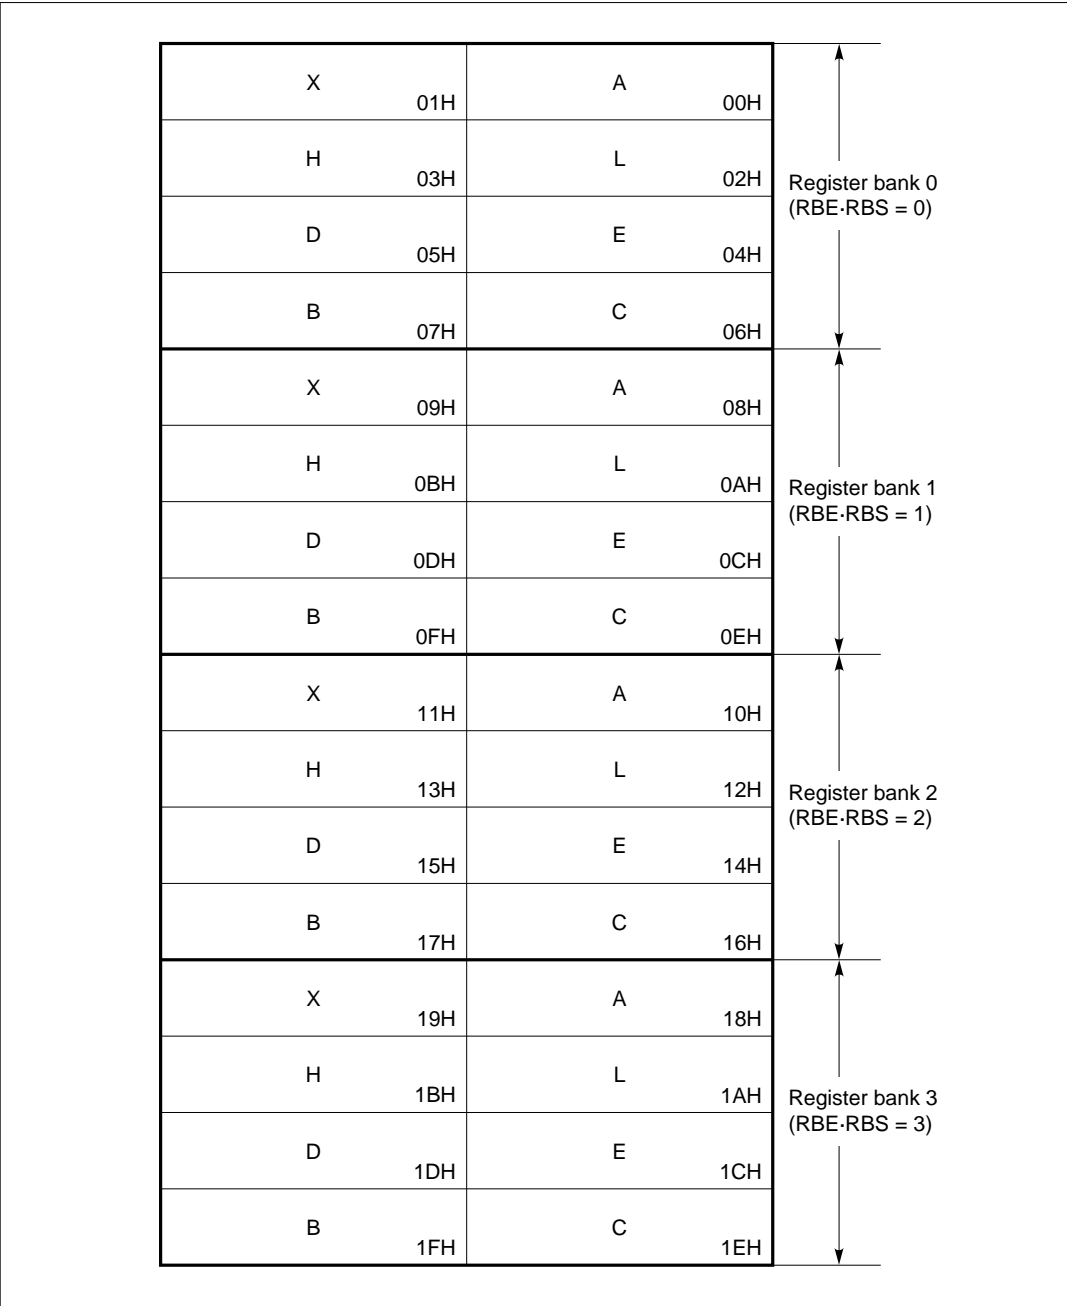 X A
01H 00H
H L
03H 02H
Register bank 0
(RBE·RBS = 0)
D E
05H 04H
B C
07H 06H
X A
09H 08H
H L
0BH 0AH
Register bank 1
(RBE·RBS = 1)
D E
0DH 0CH
B C
0FH 0EH
X A
11H 10H
H L
13H 12H
Register bank 2
(RBE·RBS = 2)
D E
15H 14H
B C
17H 16H
X A
19H 18H
H L
1BH 1AH
Register bank 3
(RBE·RBS = 3)
D E
1DH 1CH
B C
1FH 1EH